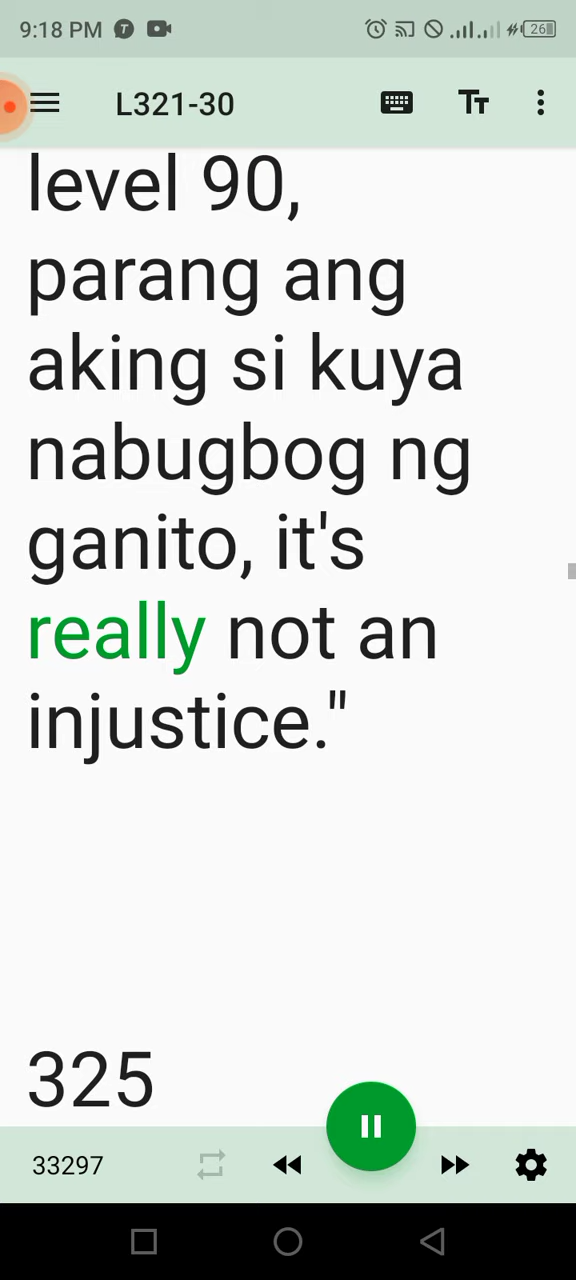 9:18 PM
26
L321-30
level 90,
parang ang
aking si kuya
nabugbog ng
ganito, it's
really not an
injustice."
325
33297